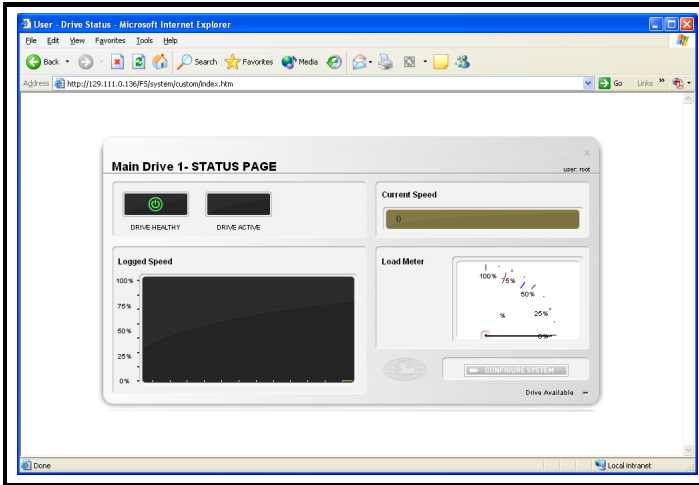 User - Drive Status - Microsoft Internet Explorer
File Edit View Favorites Tools Help
Back Search Favorites Media
Address http://129.111.0.136/FS/system/custom/index.htm Go Links »
Main Drive 1- STATUS PAGE
user: root
DRIVE HEALTHY DRIVE ACTIVE
Current Speed
0
Logged Speed
100%
75%
50%
25%
0%
Load Meter
100% 75%
50%
% 25%
0%
CONFIGURE SYSTEM
Drive Available
Done Local intranet